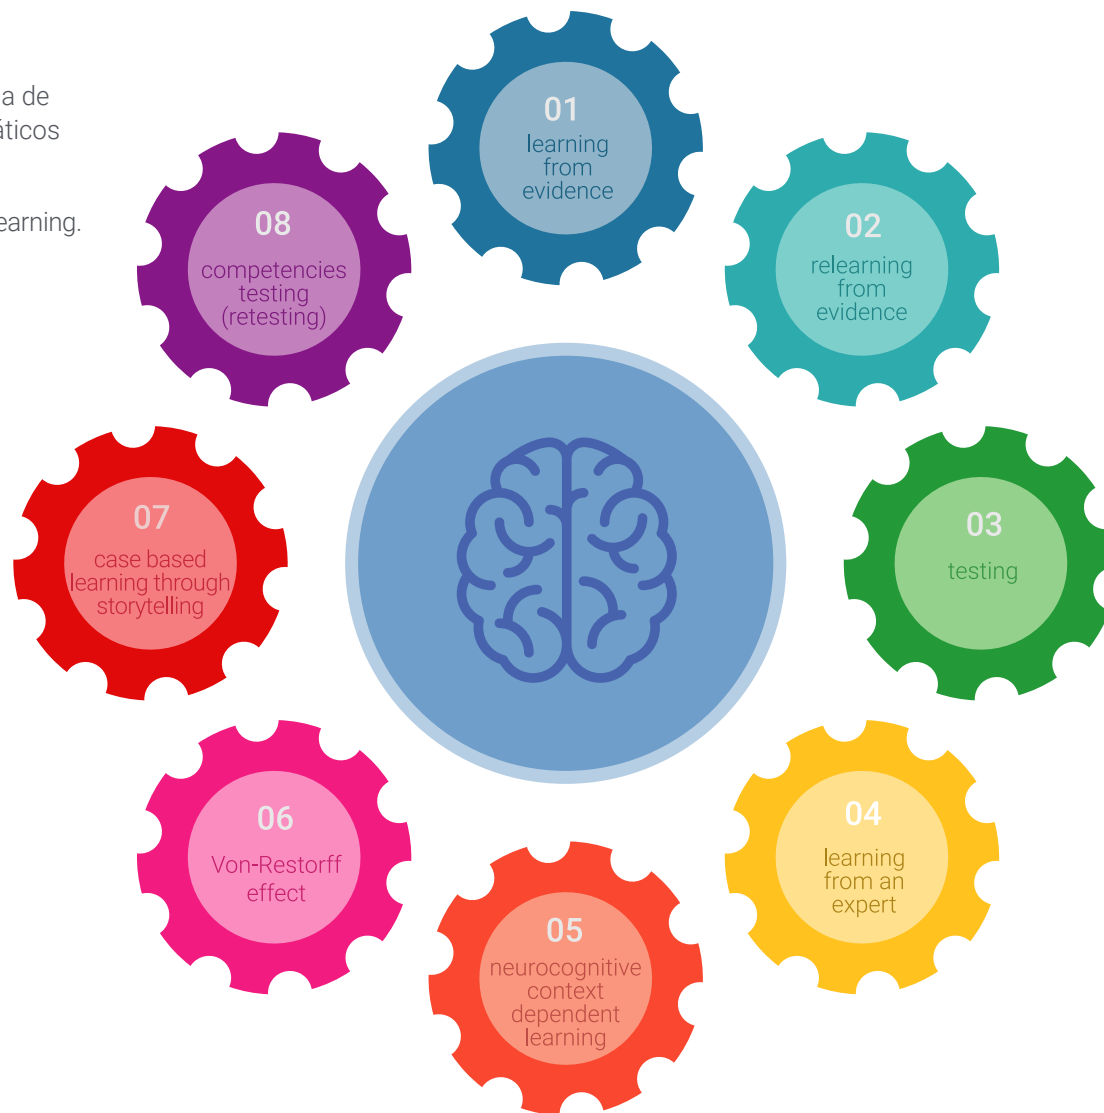 a de
áticos
earning.
01
learning
from
evidence
02
relearning
from
evidence
03
testing
04
learning
from an
expert
05
neurocognitive
context
dependent
learning
06
Von-Restorff
effect
07
case based
learning through
storytelling
08
competencies
testing
(retesting)